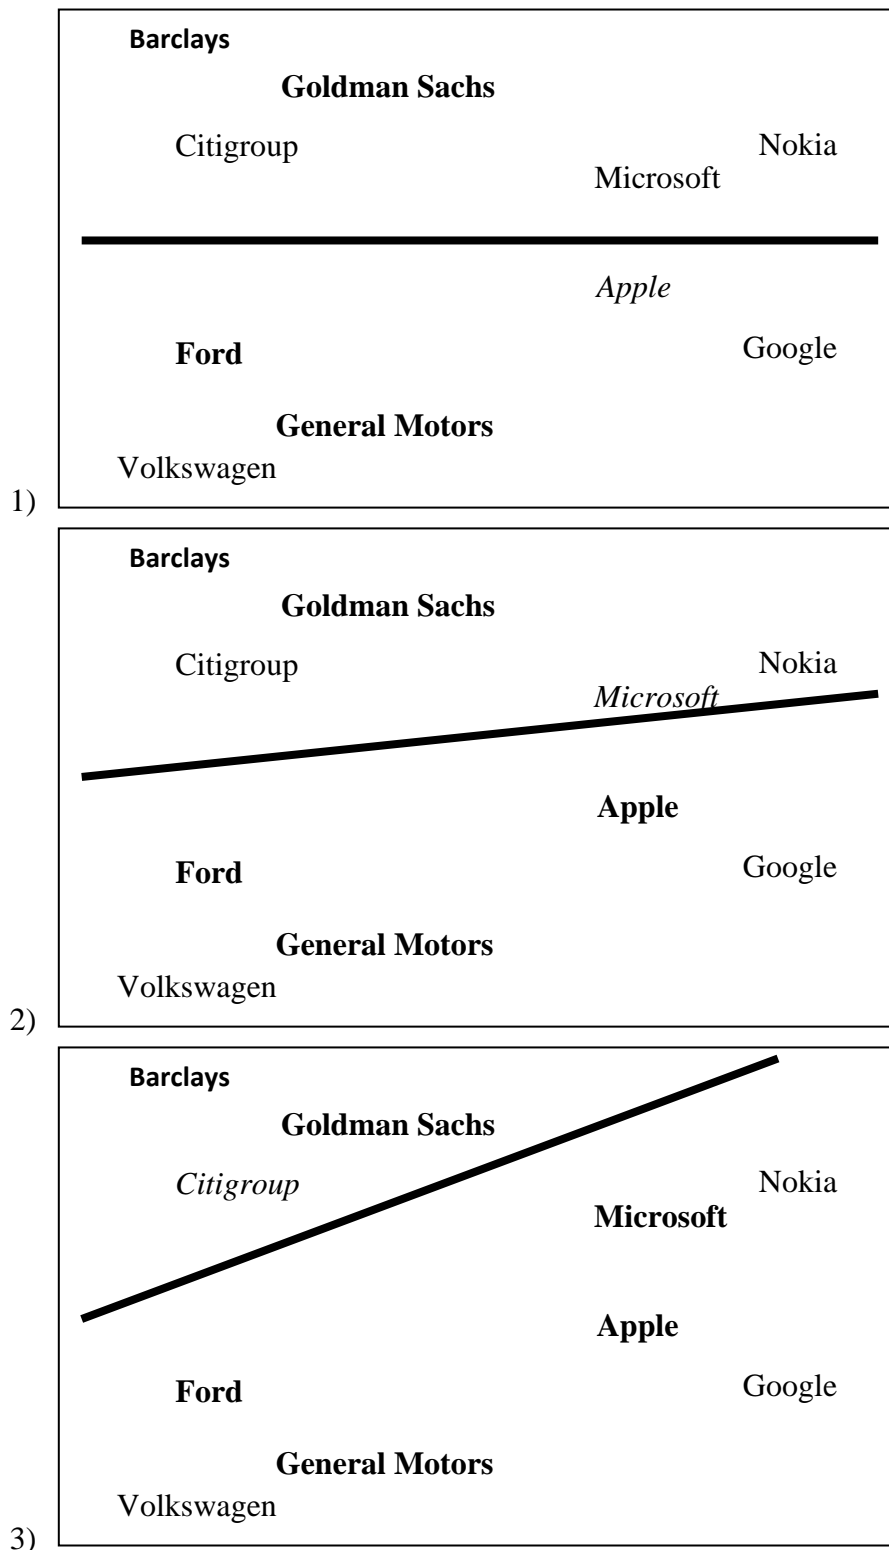 Barclays
Goldman Sachs
Citigroup
Nokia
Microsoft
Apple
Ford
Google
General Motors
Volkswagen
1)
Barclays
Goldman Sachs
Citigroup
Nokia
Microsoft
Apple
Ford
Google
General Motors
Volkswagen
2)
Barclays
Goldman Sachs
Citigroup
Nokia
Microsoft
Apple
Ford
Google
General Motors
Volkswagen
3)